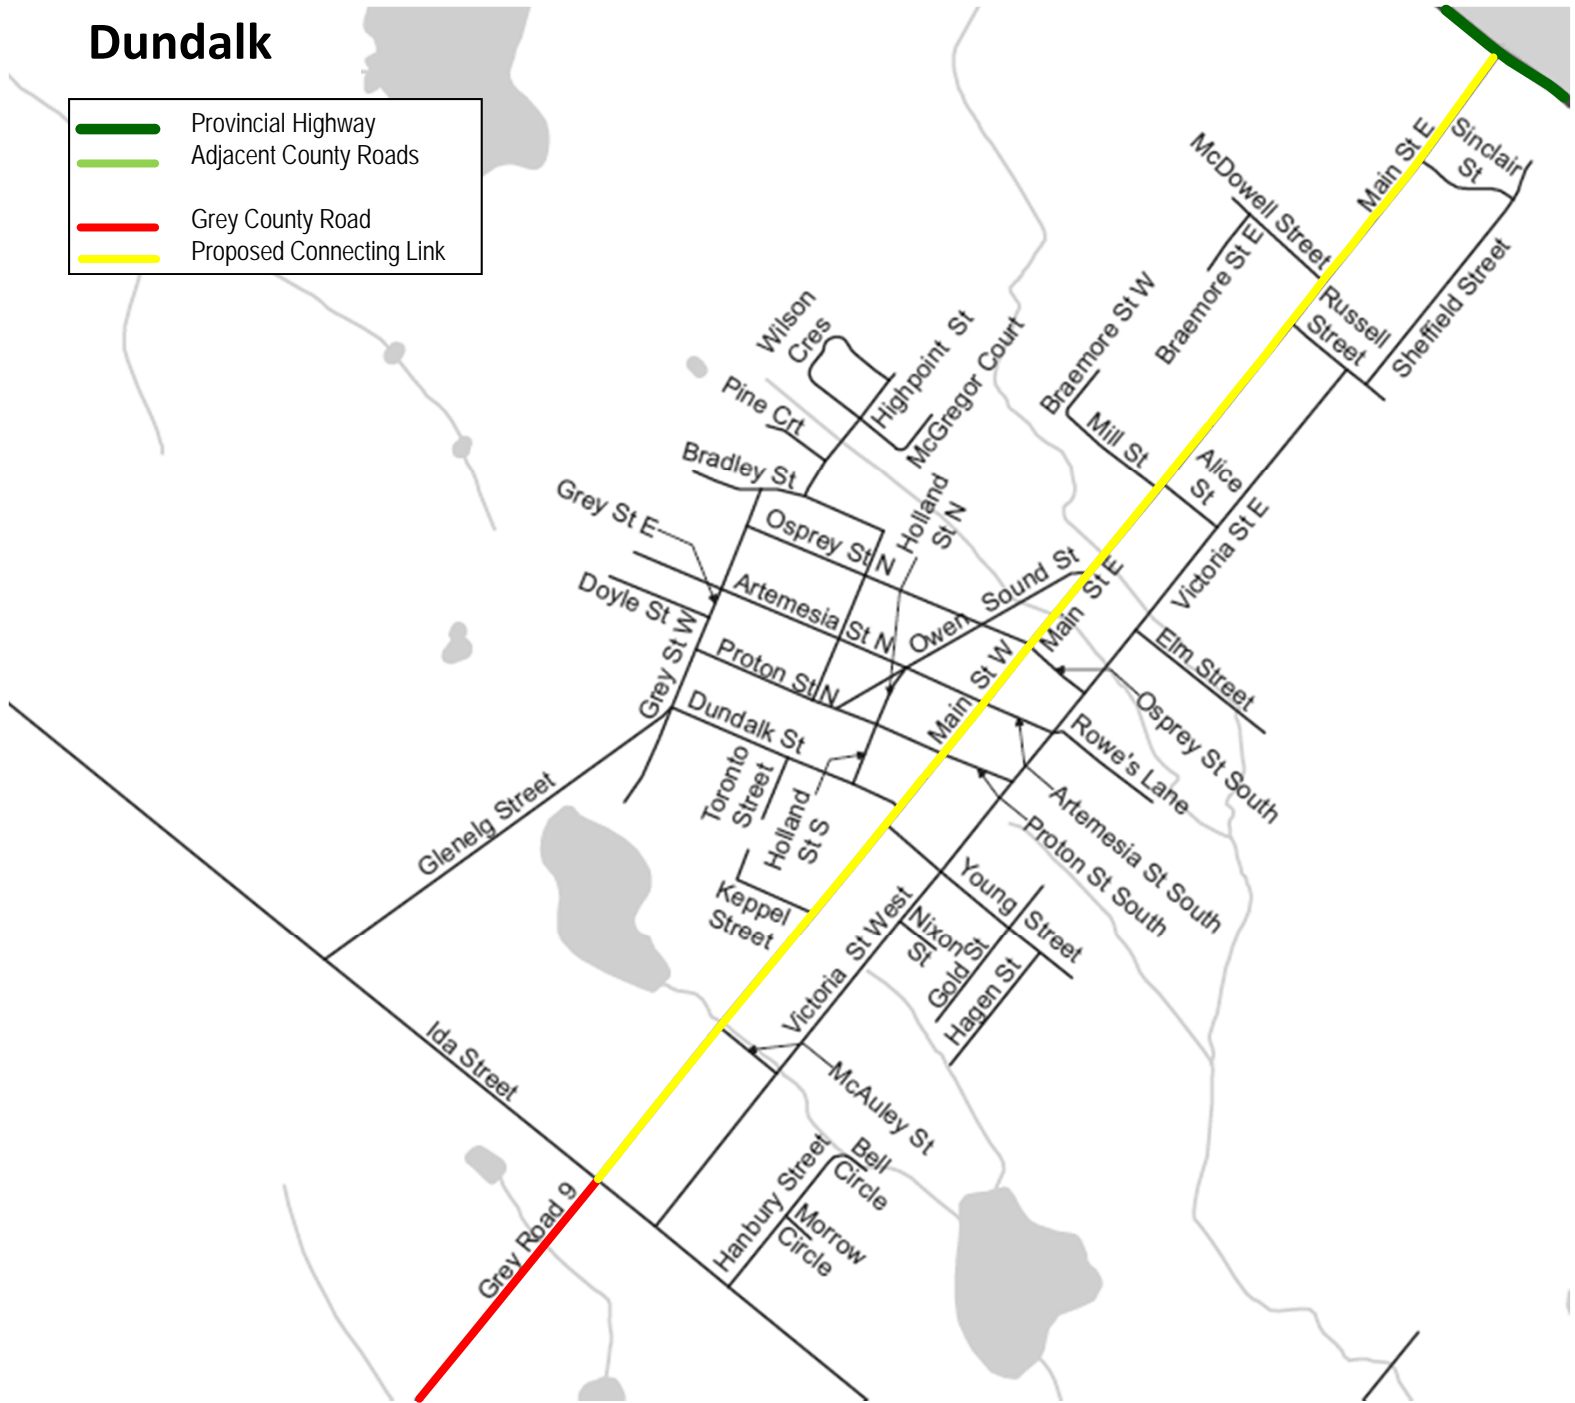 Dundalk
Provincial Highway
Adjacent County Roads
Grey County Road
Proposed Connecting Link
Sinclair
St
Main St E
McDowell Street
Braemore St E
Russell
Street
Sheffield Street
Braemore St W
Wilson
Cres
Highpoint St
McGregor Court
Pine Crt
Mill St
Alice
St
Bradley St
Grey St E
Holland
St N
Osprey St N
Victoria St E
Owen Sound St
Main St E
Doyle St
Artemesia St N
Elm Street
Grey St W
Proton St N
Main St W
Dundalk St
Osprey St South
Rowe's Lane
Toronto
Street
Holland
St S
Artemesia St South
Proton St South
Glenelg Street
Keppel
Street
Young Street
Nixon
St
Gold St
Hagen St
Victoria St West
Ida Street
McAuley St
Bell
Circle
Hanbury Street
Morrow
Circle
Grey Road 9